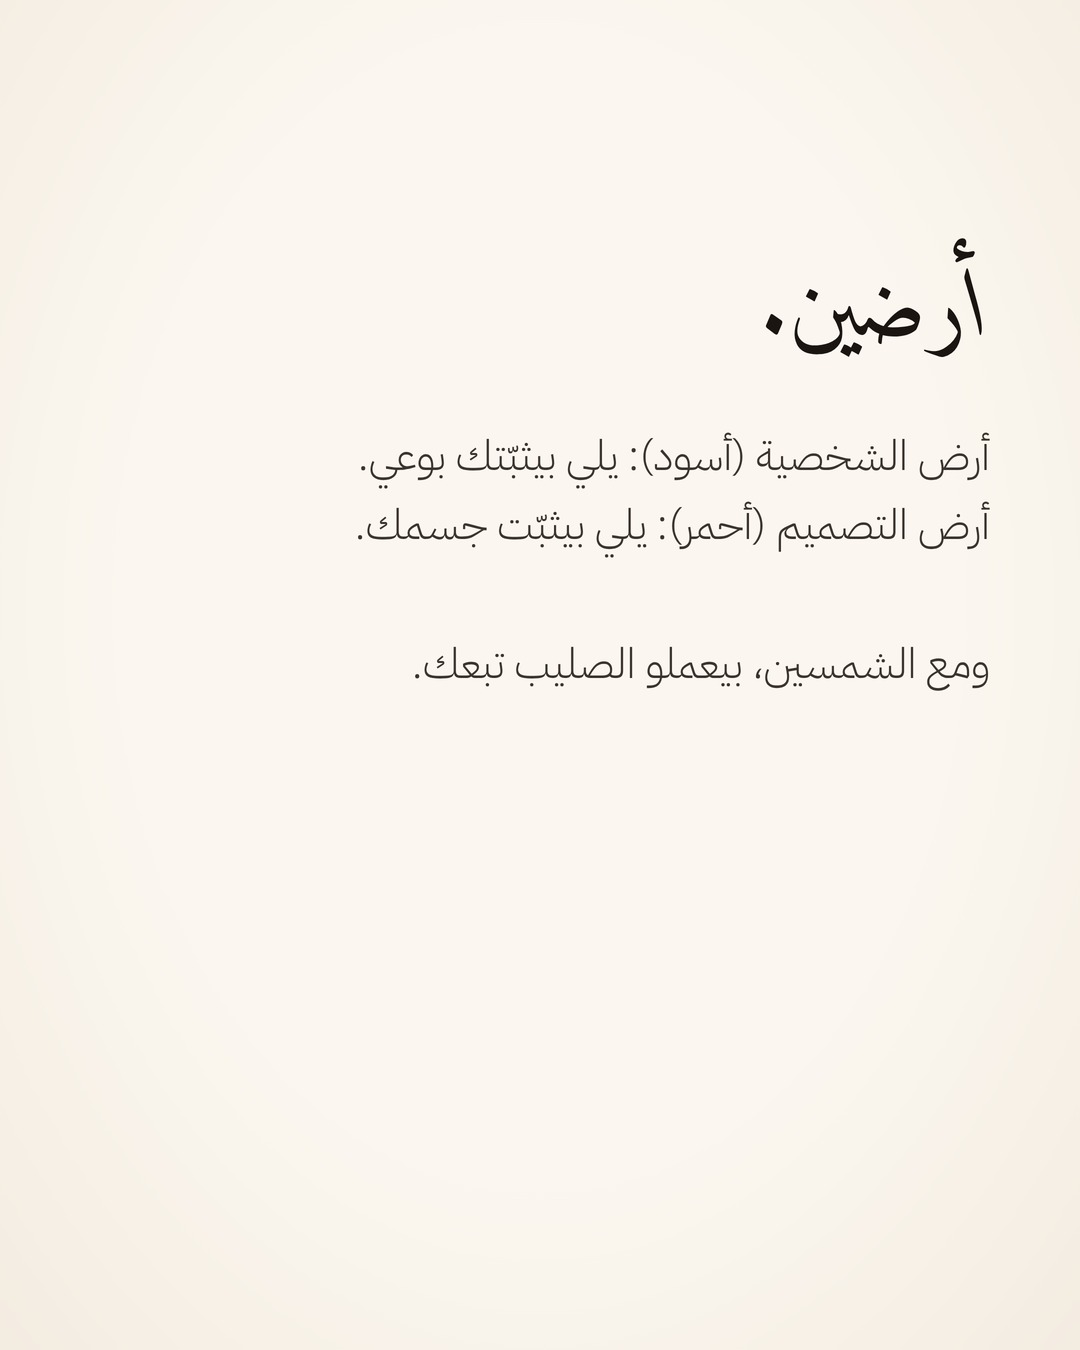 أرضين.
أرض الشخصية (أسود): يلي بيثبّتك بوعي.
أرض التصميم (أحمر): يلي بيثبّت جسمك.
ومع الشمسين، بيعملو الصليب تبعك.